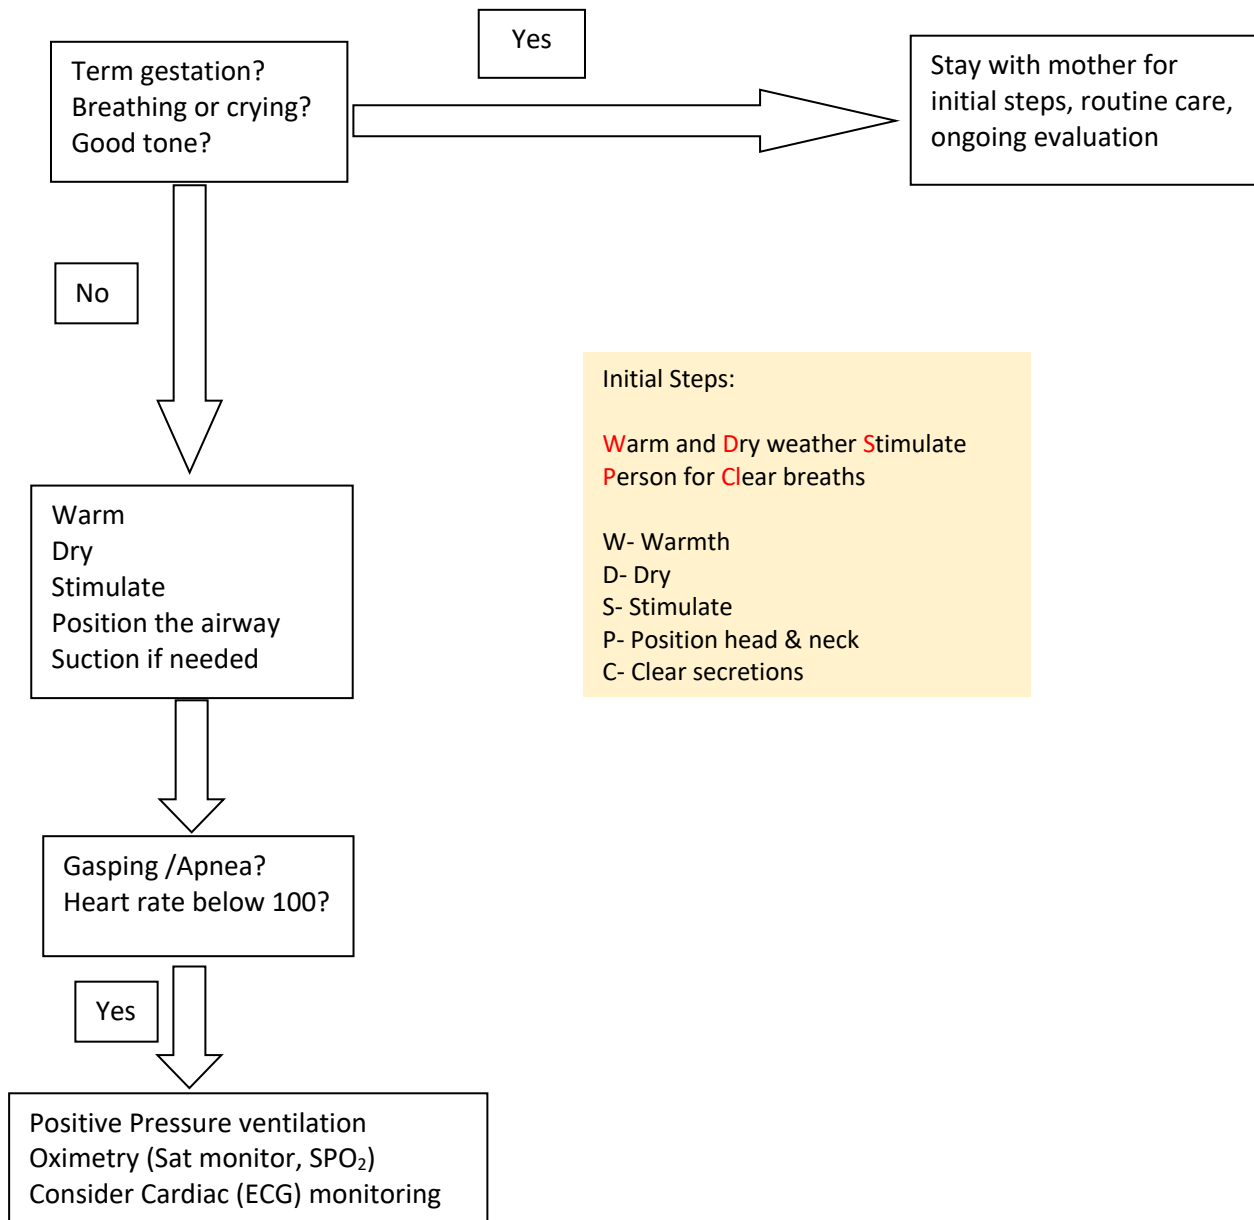 Term gestation?
Breathing or crying?
Good tone?
Yes
Stay with mother for
initial steps, routine care,
ongoing evaluation
No
Initial Steps:
Warm and Dry weather Stimulate
Person for Clear breaths
W- Warmth
D- Dry
S- Stimulate
P- Position head & neck
C- Clear secretions
Warm
Dry
Stimulate
Position the airway
Suction if needed
Gasping /Apnea?
Heart rate below 100?
Yes
Positive Pressure ventilation
Oximetry (Sat monitor, SPO₂)
Consider Cardiac (ECG) monitoring